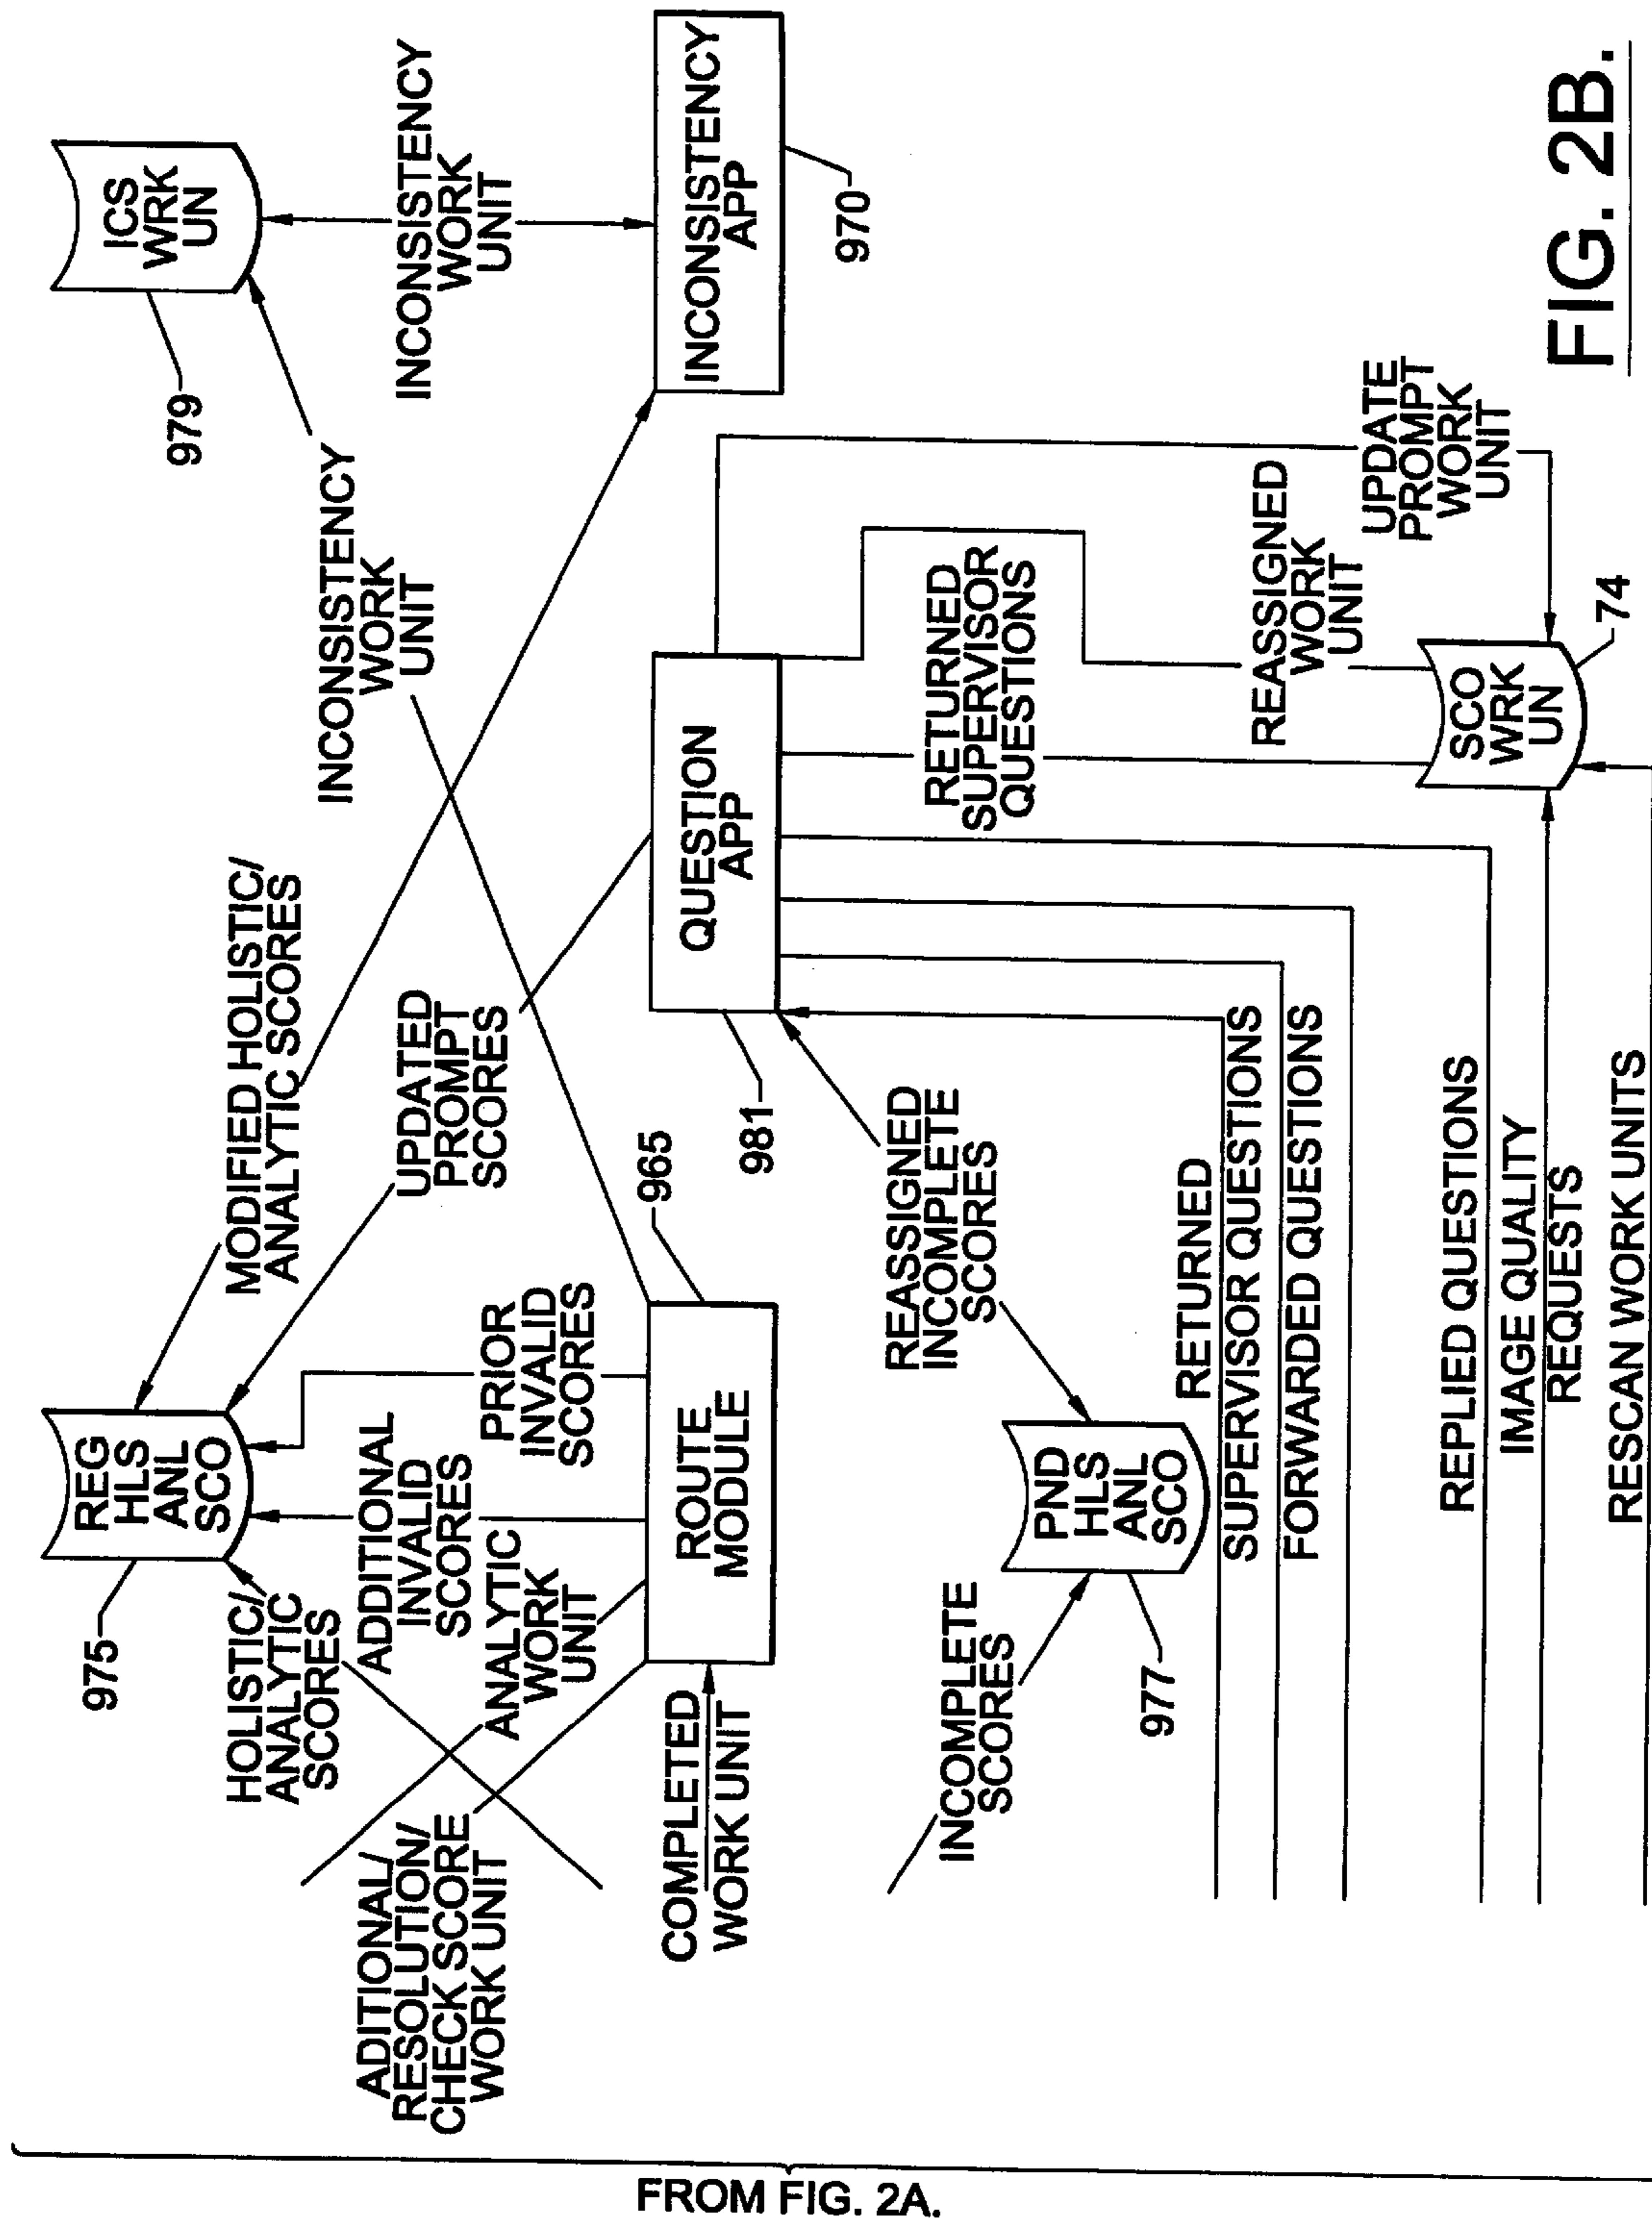 FROM FIG. 2A.
975
REG
HLS
ANL
SCO
HOLISTIC/
ANALYTIC
SCORES
ADITIONAL/
RESOLUTION/
CHECK SCORE
WORK UNIT
ADDITIONAL
INVALID
SCORES
ANALYTIC
WORK
UNIT
PRIOR
INVALID
SCORES
MODIFIED HOLISTIC/
ANALYTIC SCORES
UPDATED
PROMPT
SCORES
979
ICS
WRK
UN
INCONSISTENCY
WORK
UNIT
INCONSISTENCY
WORK
UNIT
COMPLETED
WORK UNIT
ROUTE
MODULE
965
981
QUESTION
APP
INCONSISTENCY
APP
970
INCOMPLETE
SCORES
977
PND
HLS
ANL
SCO
REASSIGNED
INCOMPLETE
SCORES
RETURNED
SUPERVISOR
QUESTIONS
REASSIGNED
WORK
UNIT
UPDATE
PROMPT
WORK
UNIT
RETURNED
SUPERVISOR QUESTIONS
FORWARDED QUESTIONS
REPLIED QUESTIONS
IMAGE QUALITY
REQUESTS
RESCAN WORK UNITS
SCO
WRK
UN
74
FIG. 2B.